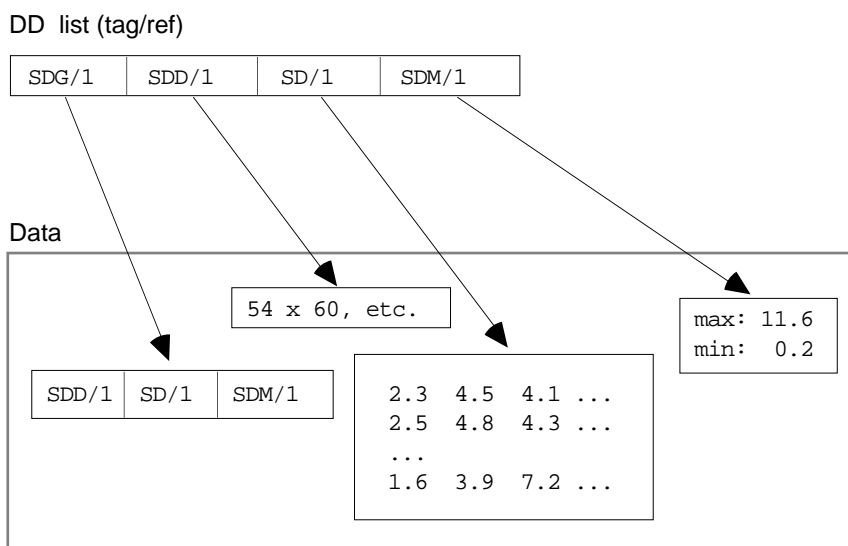 DD list (tag/ref)
SDG/1 SDD/1 SD/1 SDM/1
Data
54 x 60, etc.
max: 11.6
min: 0.2
SDD/1 SD/1 SDM/1
2.3 4.5 4.1 ...
2.5 4.8 4.3 ...
...
1.6 3.9 7.2 ...